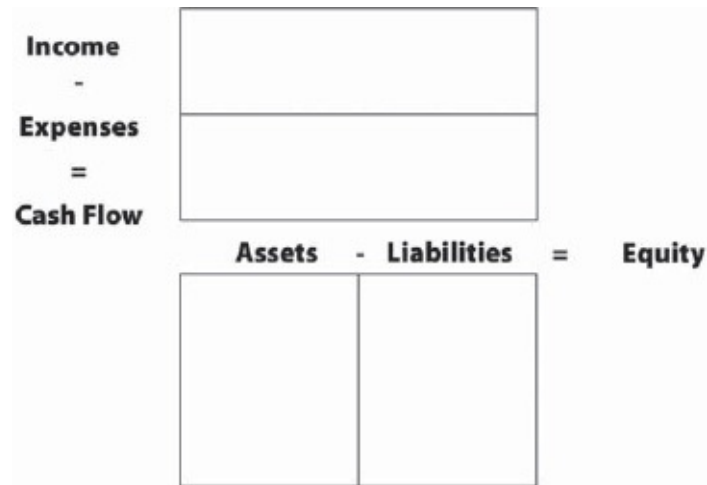 Income
-
Expenses
=
Cash Flow
Assets - Liabilities = Equity